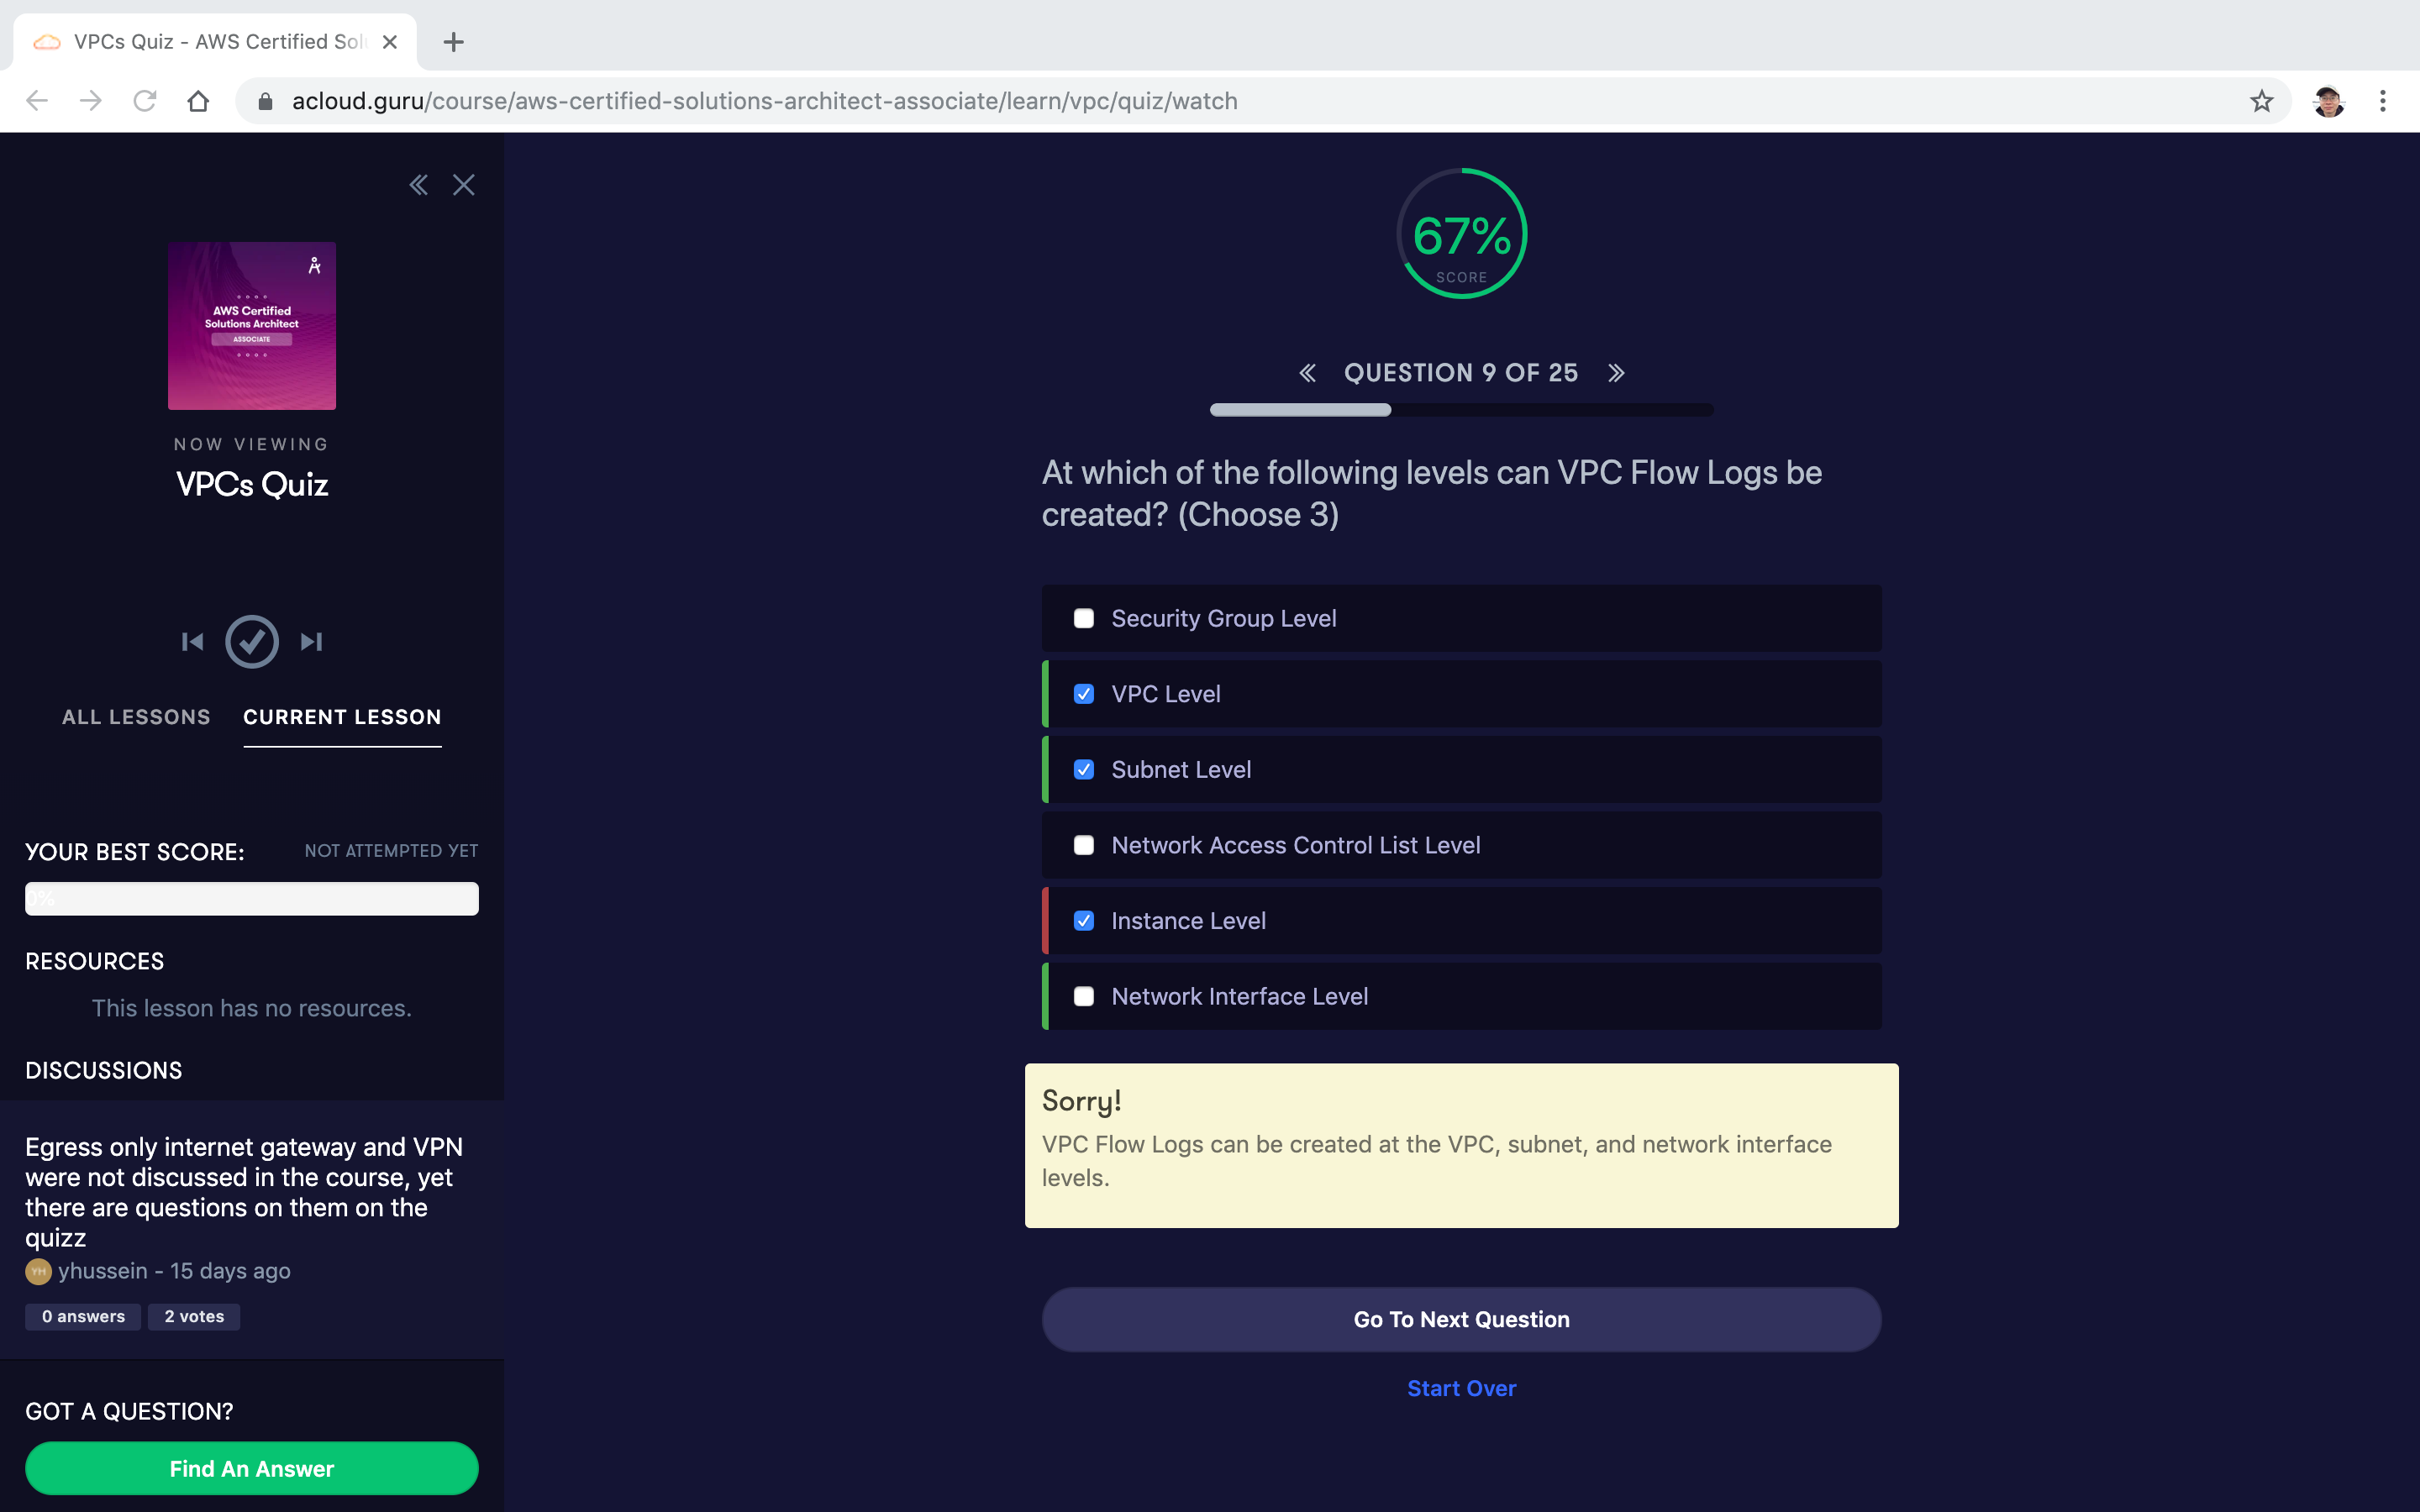 VPCs Quiz - AWS Certified Sol
acloud.guru/course/aws-certified-solutions-architect-associate/learn/vpc/quiz/watch
AWS Certified
Solutions Architect
ASSOCIATE
NOW VIEWING
VPCs Quiz
ALL LESSONS CURRENT LESSON
YOUR BEST SCORE: NOT ATTEMPTED YET
0%
RESOURCES
This lesson has no resources.
DISCUSSIONS
Egress only internet gateway and VPN
were not discussed in the course, yet
there are questions on them on the
quizz
YH yhussein - 15 days ago
0 answers 2 votes
GOT A QUESTION?
Find An Answer
67%
SCORE
QUESTION 9 OF 25
At which of the following levels can VPC Flow Logs be
created? (Choose 3)
Security Group Level
VPC Level
Subnet Level
Network Access Control List Level
Instance Level
Network Interface Level
Sorry!
VPC Flow Logs can be created at the VPC, subnet, and network interface
levels.
Go To Next Question
Start Over